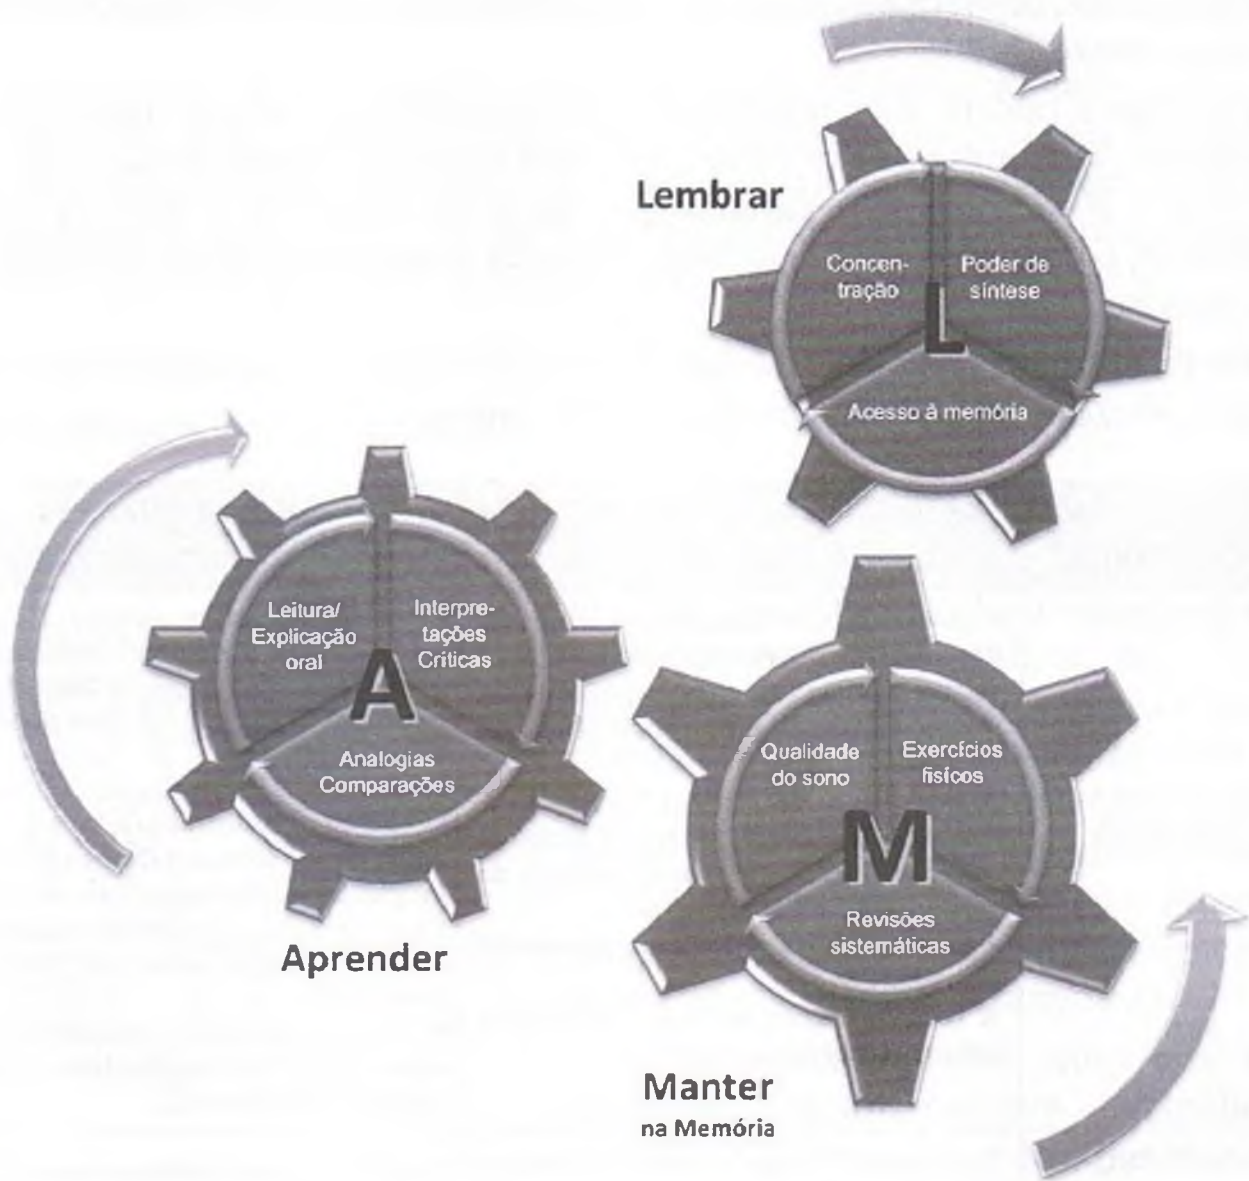 Lembrar
Concen-
tração
Poder de
síntese
L
Acesso à memória
Leitura/
Explicação
oral
Interpre-
tações
Críticas
A
Analogias
Comparações
Aprender
Qualidade
do sono
Exercícios
físicos
M
Revisões
sistemáticas
Manter
na Memória